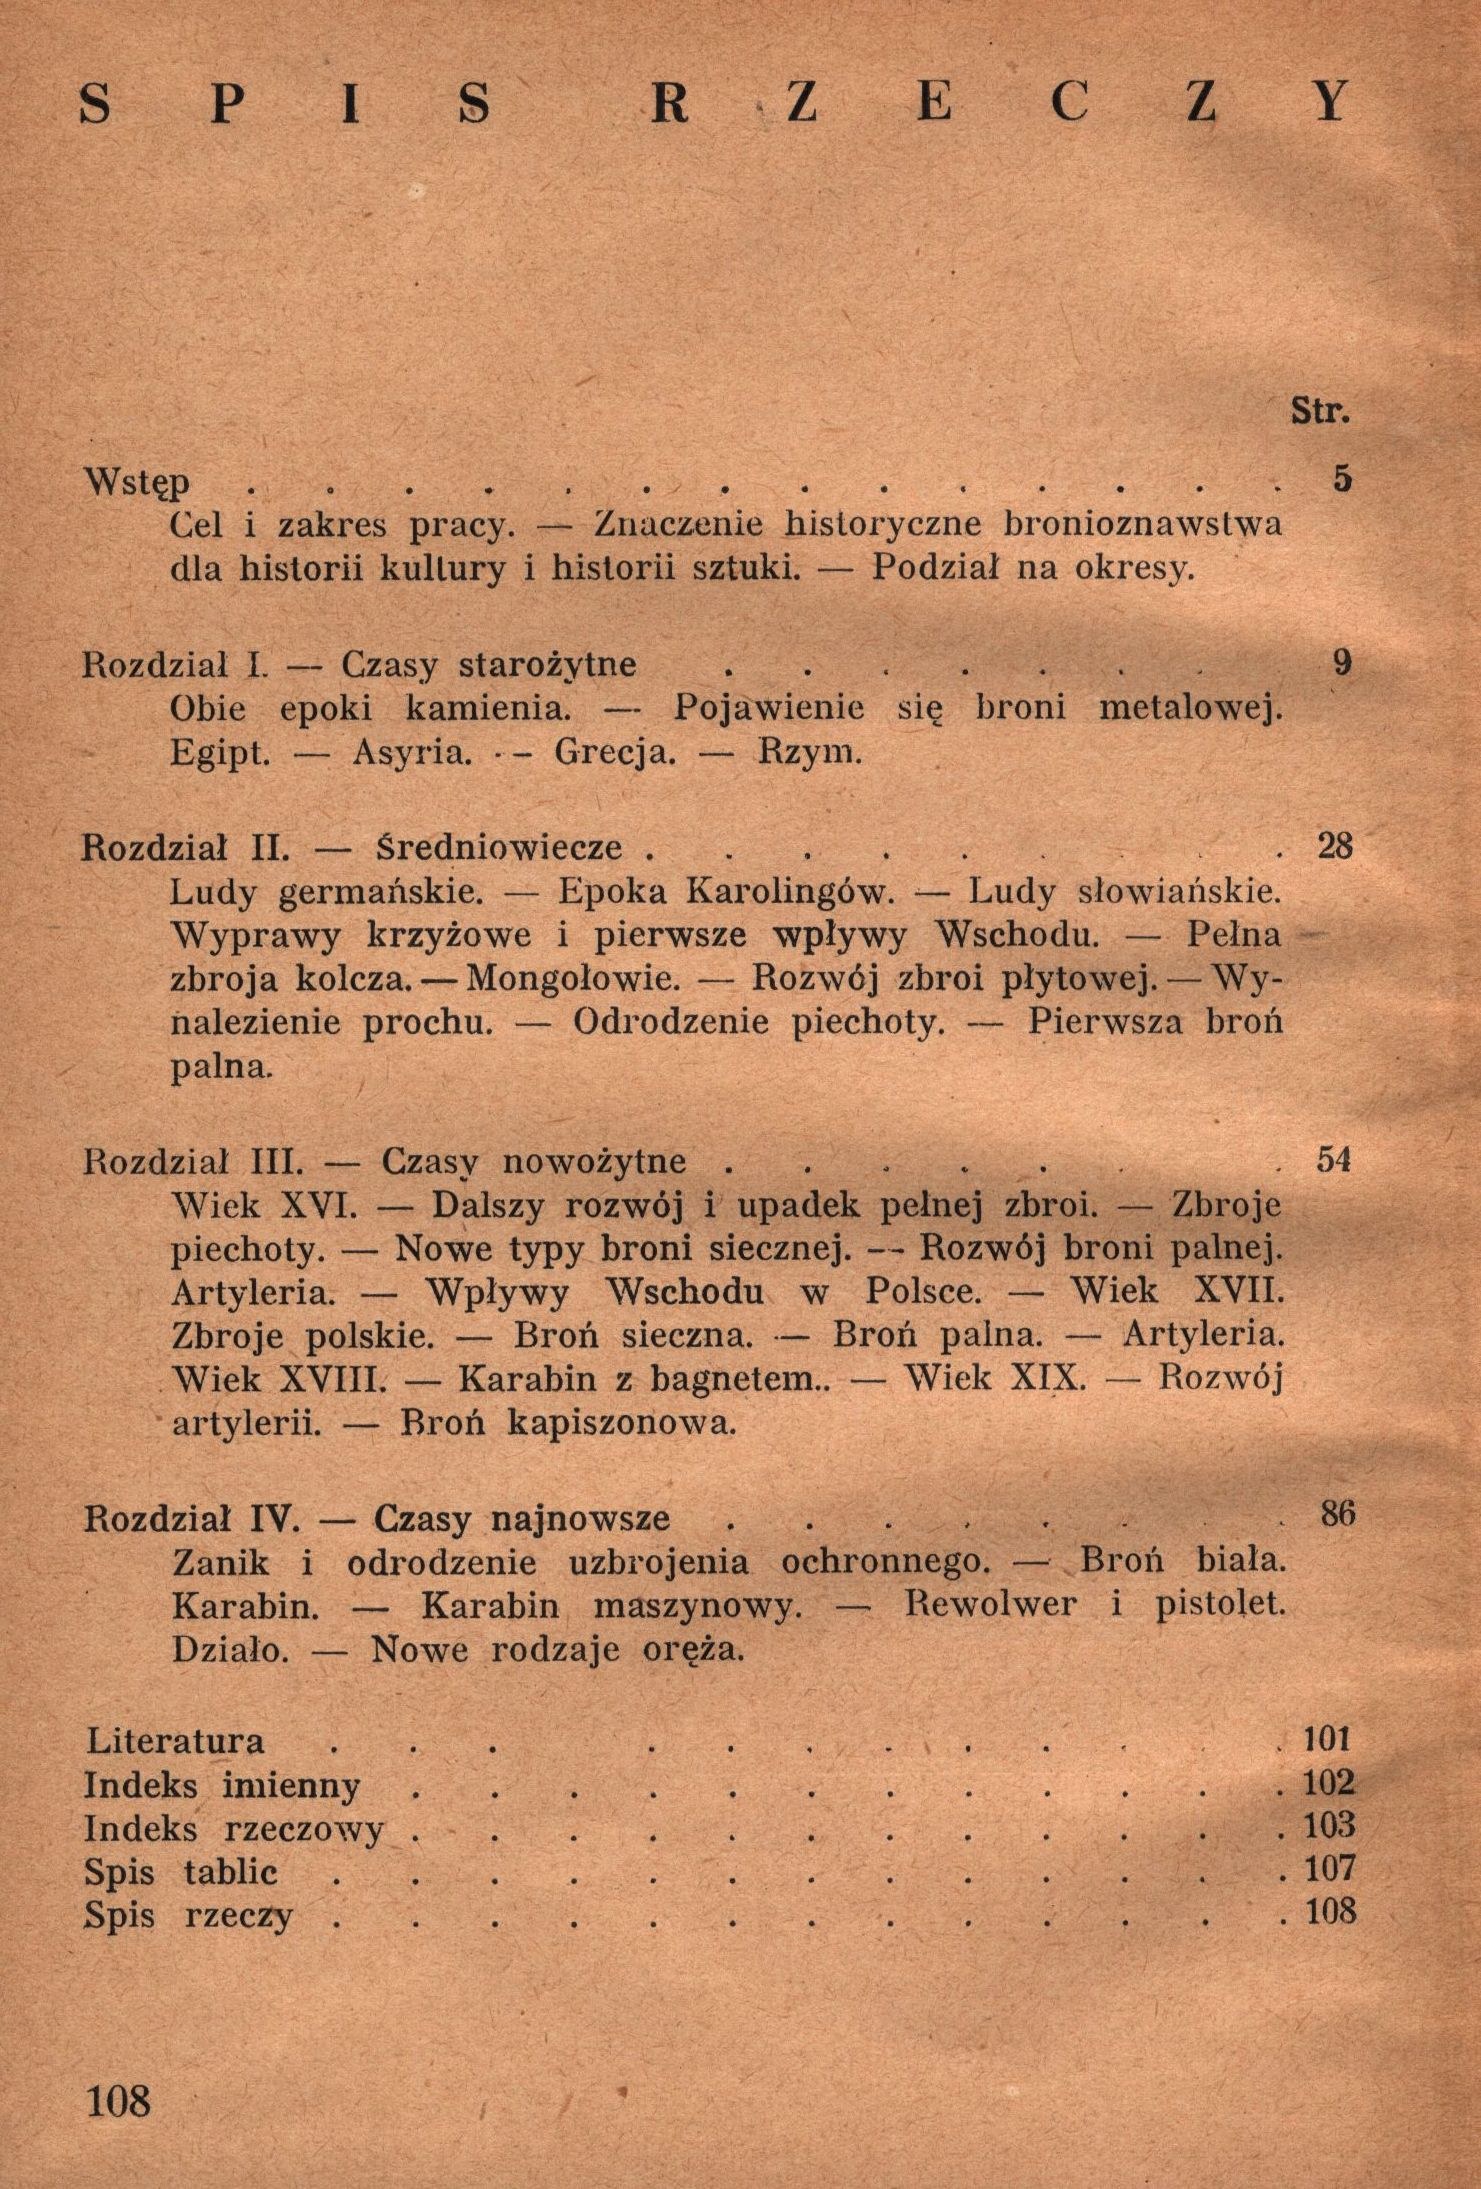 SPIS RZECZY
Str.
Wstęp . . . . . . . . . . . . . . 5
Cel i zakres pracy. — Znaczenie historyczne bronioznawstwa
dla historii kultury i historii sztuki. — Podział na okresy.
Rozdział I. — Czasy starożytne . . . . . . . 9
Obie epoki kamienia. — Pojawienie się broni metalowej.
Egipt. — Asyria. — Grecja. — Rzym.
Rozdział II. — Średniowiecze . . . . . . . . 28
Ludy germańskie. — Epoka Karolingów. — Ludy słowiańskie.
Wyprawy krzyżowe i pierwsze wpływy Wschodu. — Pełna
zbroja kolcza. — Mongołowie. — Rozwój zbroi płytowej. — Wy-
nalezienie prochu. — Odrodzenie piechoty. — Pierwsza broń
palna.
Rozdział III. — Czasy nowożytne . . . . . . . 54
Wiek XVI. — Dalszy rozwój i upadek pełnej zbroi. — Zbroje
piechoty. — Nowe typy broni siecznej. — Rozwój broni palnej.
Artyleria. — Wpływy Wschodu w Polsce. — Wiek XVII.
Zbroje polskie. — Broń sieczna. — Broń palna. — Artyleria.
Wiek XVIII. — Karabin z bagnetem.. — Wiek XIX. — Rozwój
artylerii. — Broń kapiszonowa.
Rozdział IV. — Czasy najnowsze . . . . . . . . 86
Zanik i odrodzenie uzbrojenia ochronnego. — Broń biała.
Karabin. — Karabin maszynowy. — Rewolwer i pistolet.
Działo. — Nowe rodzaje oręża.
Literatura . . . . . . . . . . . . 101
Indeks imienny . . . . . . . . . . . . 102
Indeks rzeczowy . . . . . . . . . . . . 103
Spis tablic . . . . . . . . . . . . . 107
Spis rzeczy . . . . . . . . . . . . . 108
108